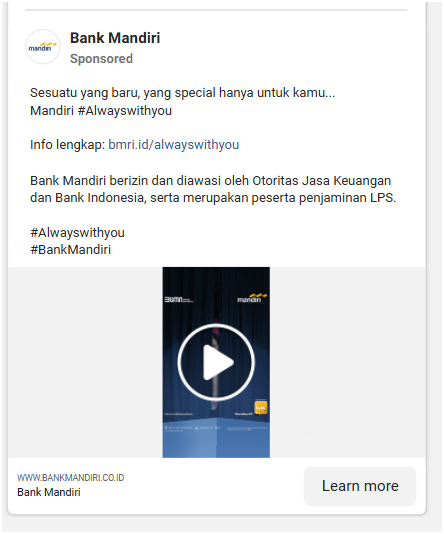 mandiri
Bank Mandiri
Sponsored
Sesuatu yang baru, yang special hanya untuk kamu...
Mandiri #Alwayswithyou
Info lengkap: bmri.id/alwayswithyou
Bank Mandiri berizin dan diawasi oleh Otoritas Jasa Keuangan
dan Bank Indonesia, serta merupakan peserta penjaminan LPS.
#Alwayswithyou
#BankMandiri
BUMN mandiri
WWW.BANKMANDIRI.CO.ID
Bank Mandiri
Learn more